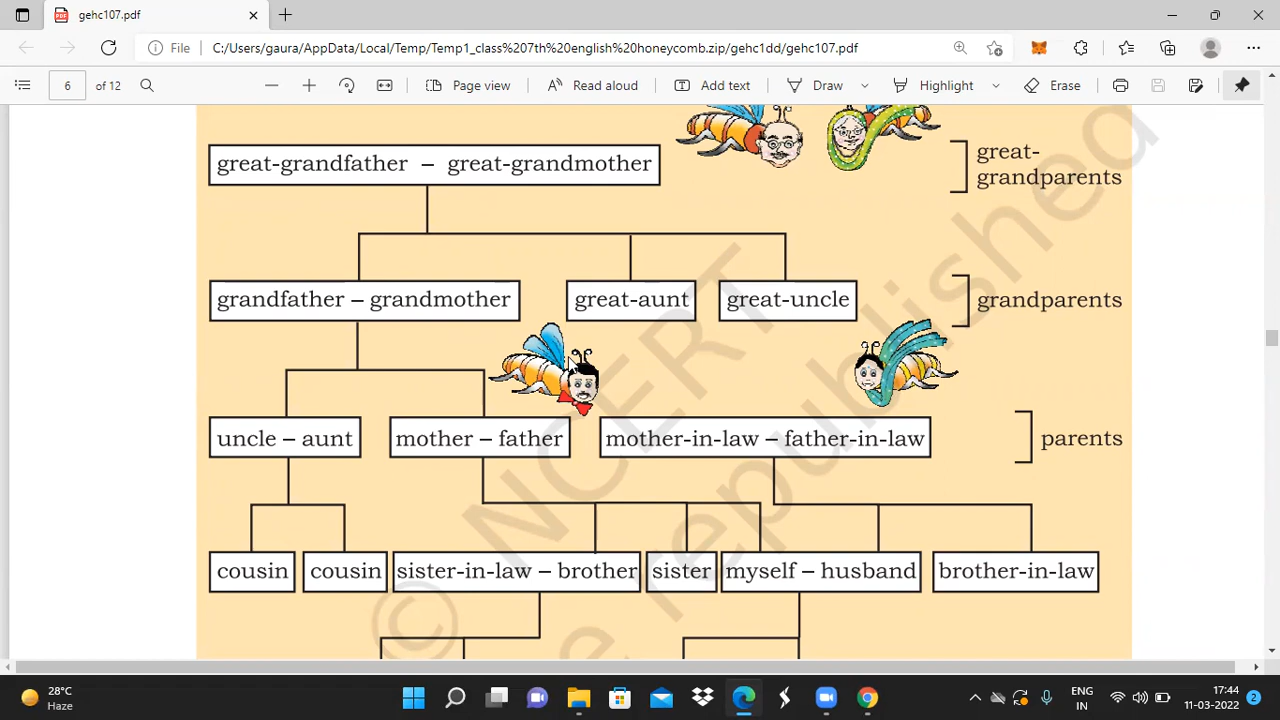 gehc107.pdf
File
C:/Users/gaura/AppData/Local/Temp/Temp1_class%207th%20english%20honeycomb.zip/gehc1dd/gehc107.pdf
6 of 12
Page view
Read aloud
Add text
Draw
Highlight
Erase
great-grandfather – great-grandmother
great-
grandparents
grandfather – grandmother
great-aunt
great-uncle
grandparents
uncle – aunt
mother – father
mother-in-law – father-in-law
parents
cousin
cousin
sister-in-law – brother
sister
myself – husband
brother-in-law
© NCERT
republished
28°C
Haze
ENG
IN
17:44
11-03-2022
2